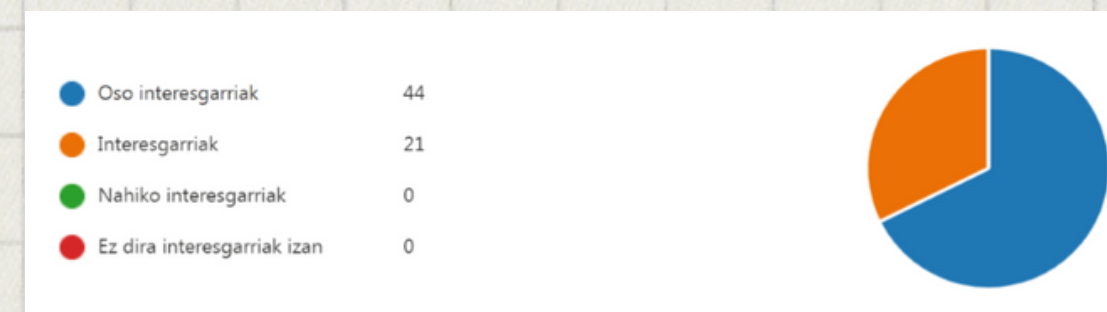 Oso interesgarriak 44
Interesgarriak 21
Nahiko interesgarriak 0
Ez dira interesgarriak izan 0